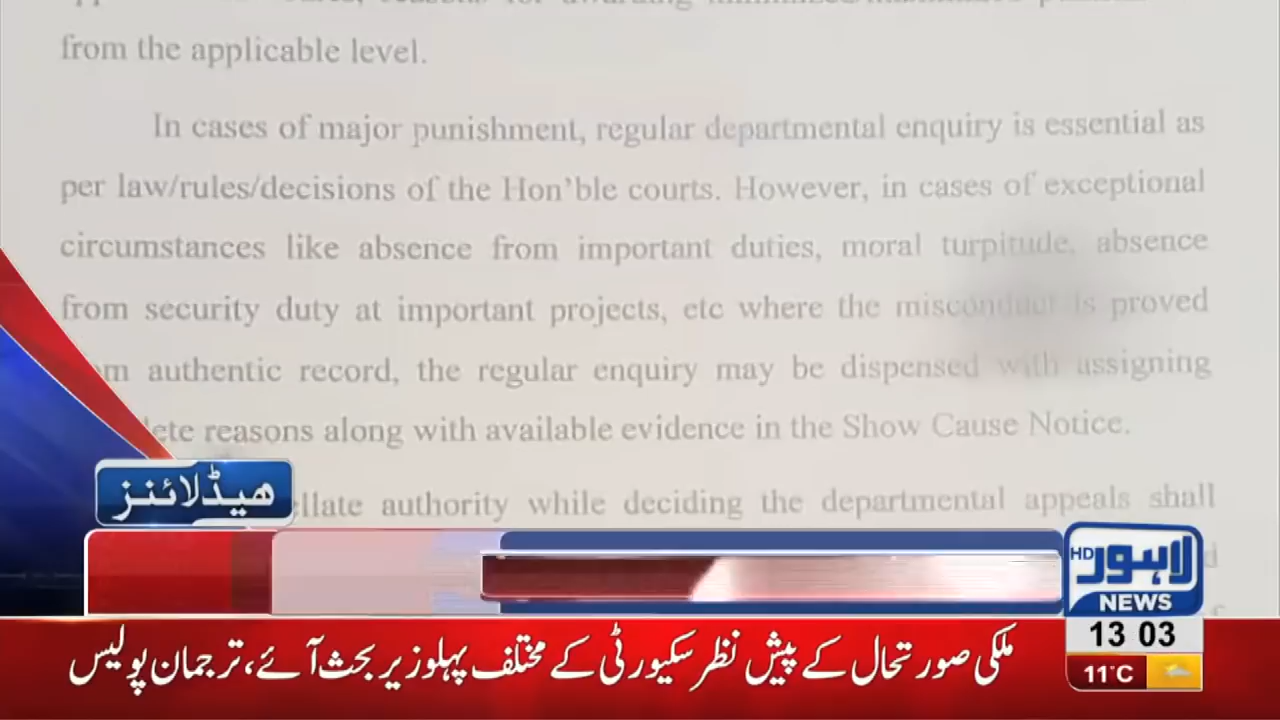 from the applicable level.
In cases of major punishment, regular departmental enquiry is essential as
per law/rules/decisions of the Hon'ble courts. However, in cases of exceptional
circumstances like absence from important duties, moral turpitude, absence
from security duty at important projects, etc where the misconduct is proved
authentic record, the regular enquiry may be dispensed with assigning
reasons along with available evidence in the Show Cause Notice.
authority while deciding the departmental appeals shall
ھیڈلائنز
HD لاہور
NEWS
13 03
11°C
ملکی صورتحال کے پیش نظر سکیورٹی کے مختلف پہلو زیر بحث آئے، ترجمان پولیس